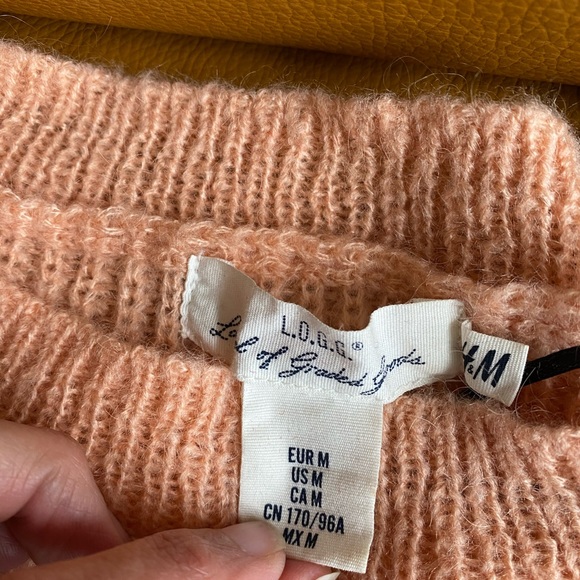 L.O.G.G.®
Label of Graded Goods
H&M
EUR M
US M
CA M
CN 170/96A
MX M